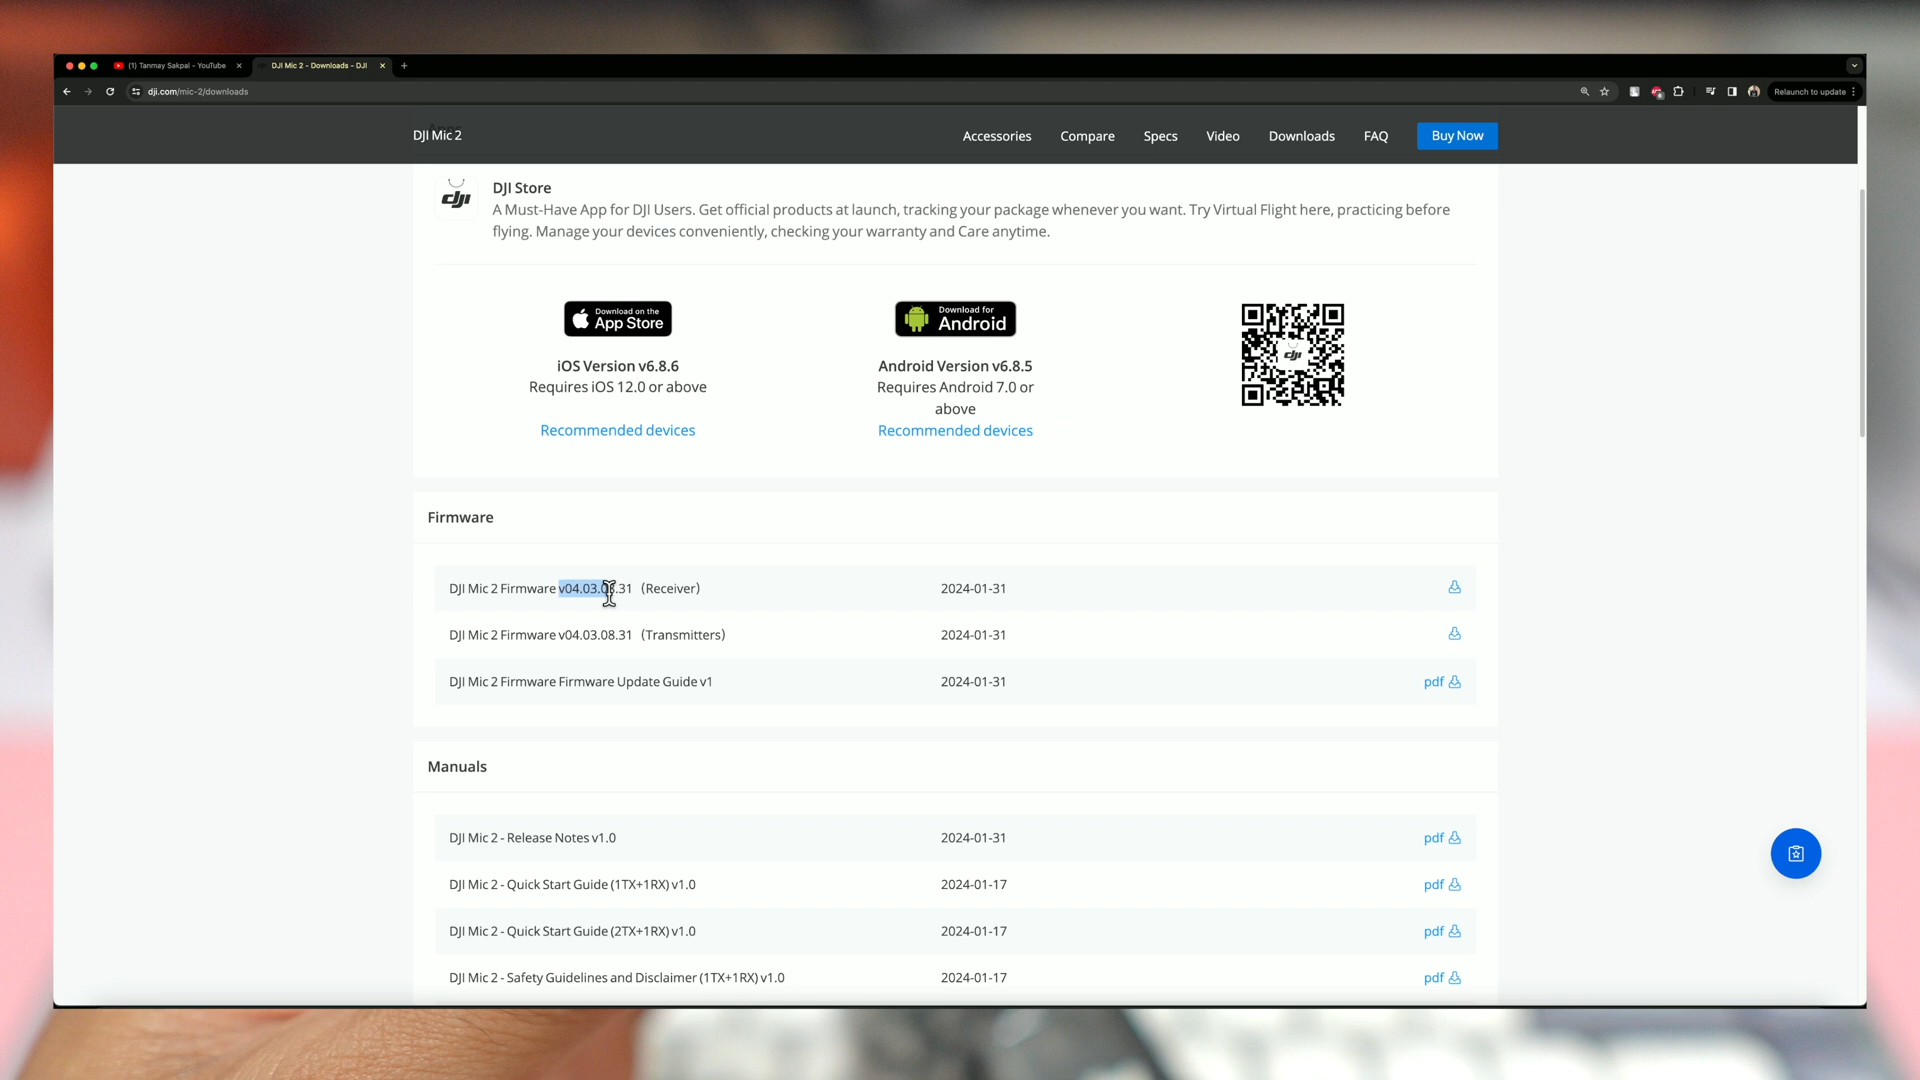 (1) Tanmay Sakpal - YouTube
DJI Mic 2 - Downloads - DJI
dji.com/mic-2/downloads
Relaunch to update
DJI Mic 2
Accessories
Compare
Specs
Video
Downloads
FAQ
Buy Now
dji
DJI Store
A Must-Have App for DJI Users. Get official products at launch, tracking your package whenever you want. Try Virtual Flight here, practicing before
flying. Manage your devices conveniently, checking your warranty and Care anytime.
Download on the
App Store
iOS Version v6.8.6
Requires iOS 12.0 or above
Recommended devices
Download for
Android
Android Version v6.8.5
Requires Android 7.0 or
above
Recommended devices
dji
Firmware
DJI Mic 2 Firmware v04.03.08.31 (Receiver) 2024-01-31
DJI Mic 2 Firmware v04.03.08.31 (Transmitters) 2024-01-31
DJI Mic 2 Firmware Firmware Update Guide v1 2024-01-31 pdf
Manuals
DJI Mic 2 - Release Notes v1.0 2024-01-31 pdf
DJI Mic 2 - Quick Start Guide (1TX+1RX) v1.0 2024-01-17 pdf
DJI Mic 2 - Quick Start Guide (2TX+1RX) v1.0 2024-01-17 pdf
DJI Mic 2 - Safety Guidelines and Disclaimer (1TX+1RX) v1.0 2024-01-17 pdf